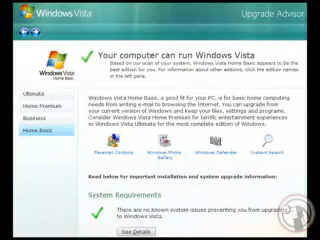 Windows Vista
Upgrade Advisor
Your computer can run Windows Vista
Based on our scan of your system, Windows Vista Home Basic appears to be the
best edition for you. For information about other editions, click the edition names
in the left pane.
Windows Vista
Home Basic
Ultimate
Home Premium
Business
Home Basic
Windows Vista Home Basic, a good fit for your PC, is for basic home computing
needs from writing e-mail to browsing the Internet. You can upgrade from
your current version of Windows and keep your files, settings and programs.
Consider Windows Vista Home Premium for terrific entertainment experiences
or Windows Vista Ultimate for the most complete edition of Windows.
Parental Controls
Windows Photo
Gallery
Windows Defender
Instant Search
Read below for important installation and system upgrade information:
System Requirements
There are no known system issues preventing you from upgrading
to Windows Vista.
See Details